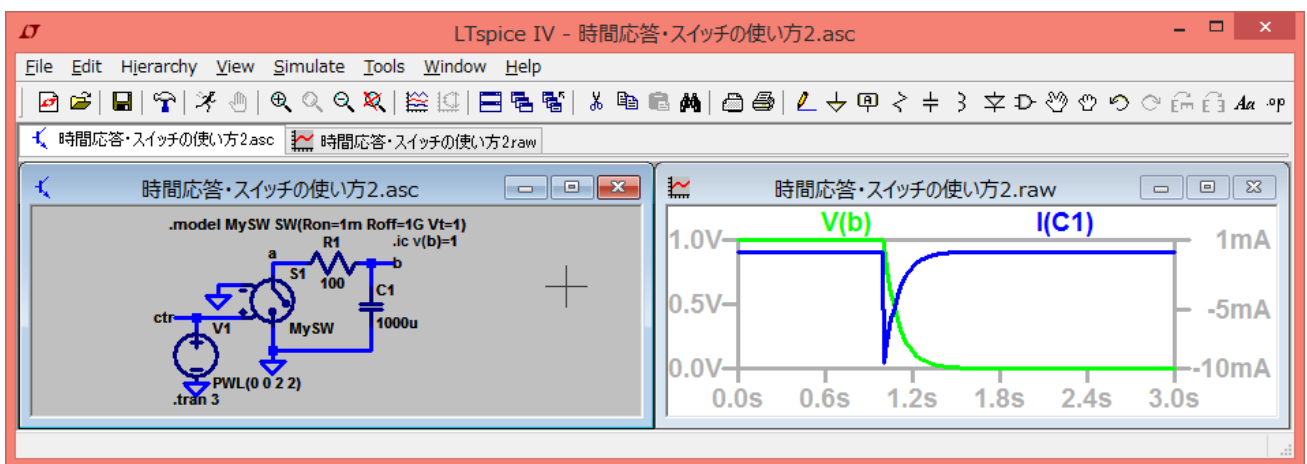 LTspice IV - 時間応答・スイッチの使い方2.asc
File Edit Hierarchy View Simulate Tools Window Help
Aa .op
時間応答・スイッチの使い方2.asc 時間応答・スイッチの使い方2.raw
時間応答・スイッチの使い方2.asc
.model MySW SW(Ron=1m Roff=1G Vt=1)
.ic v(b)=1
R1
a
b
S1
100
C1
ctr
V1
MySW
1000u
PWL(0 0 2 2)
.tran 3
時間応答・スイッチの使い方2.raw
V(b) I(C1)
1.0V 1mA
0.5V -5mA
0.0V -10mA
0.0s 0.6s 1.2s 1.8s 2.4s 3.0s